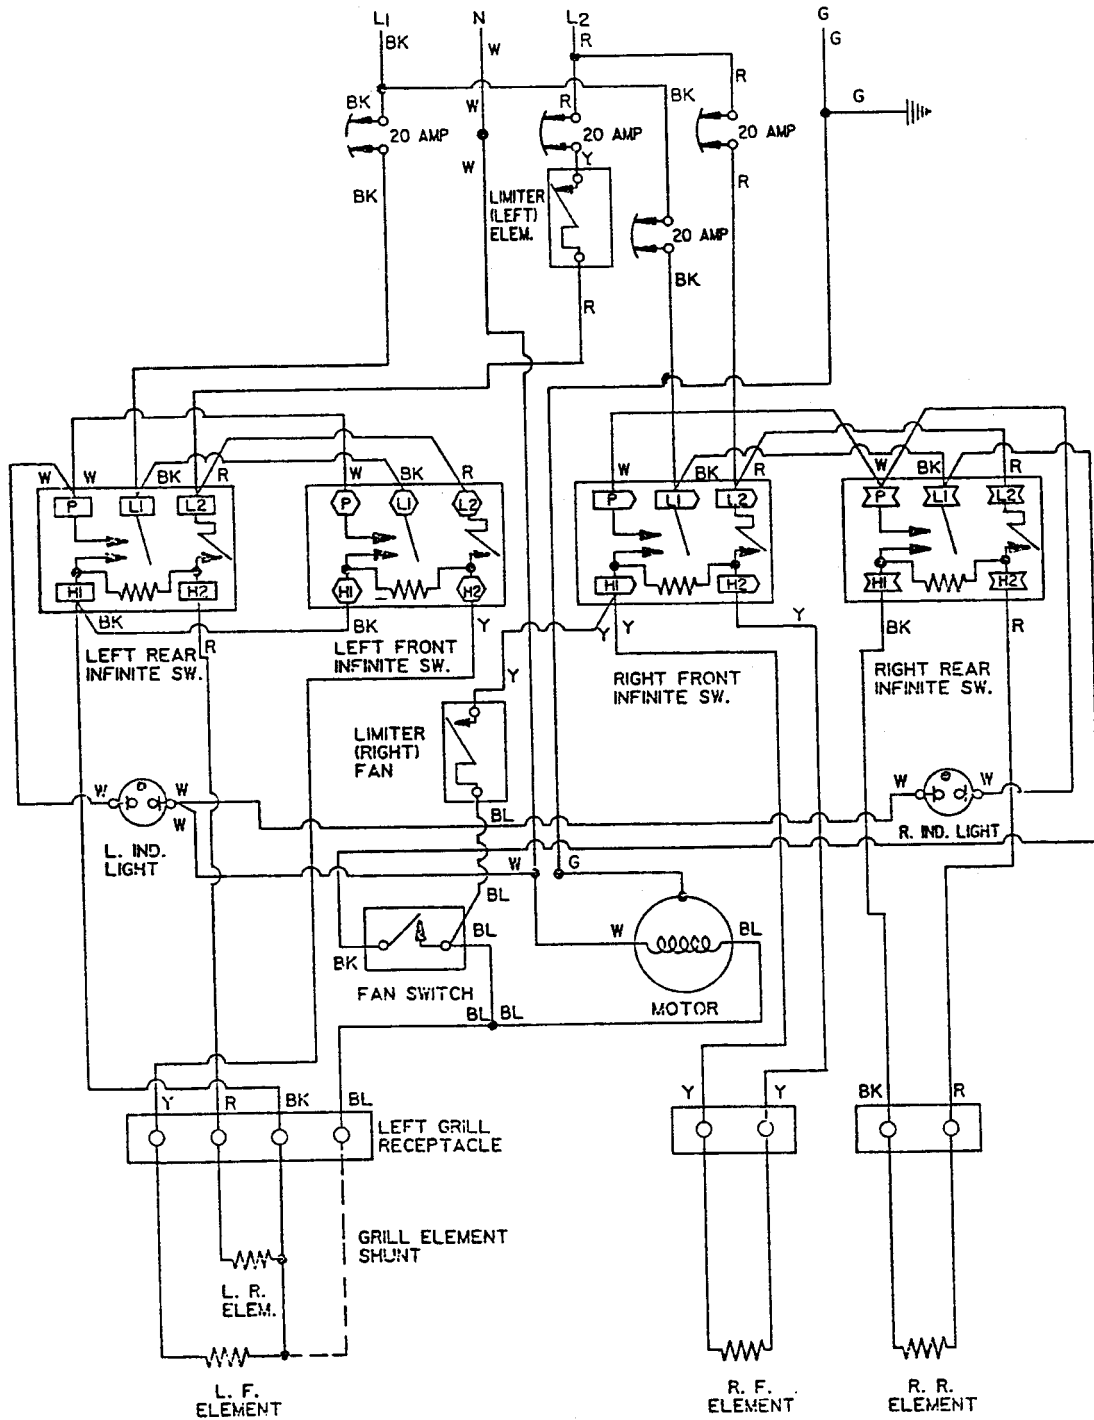 L1 N L2 G
BK W R G
R
BK W R BK G
20 AMP 20 AMP 20 AMP
W Y
BK R
LIMITER
(LEFT)
ELEM.
20 AMP
BK
R
W W BK R W BK R W BK R W BK R
P L1 L2 P L1 L2 P L1 L2 P L1 L2
H1 H2 H1 H2 H1 H2 H1 H2
BK R BK Y Y Y Y BK R
LEFT REAR
INFINITE SW.
LEFT FRONT
INFINITE SW.
RIGHT FRONT
INFINITE SW.
RIGHT REAR
INFINITE SW.
Y
LIMITER
(RIGHT)
FAN
W W W W
W BL
L. IND.
LIGHT
R. IND. LIGHT
W G
BL
BL W BL
BK
FAN SWITCH
MOTOR
BL BL
Y R BK BL Y Y BK R
LEFT GRILL
RECEPTACLE
GRILL ELEMENT
SHUNT
L. R.
ELEM.
L. F.
ELEMENT
R. F.
ELEMENT
R. R.
ELEMENT